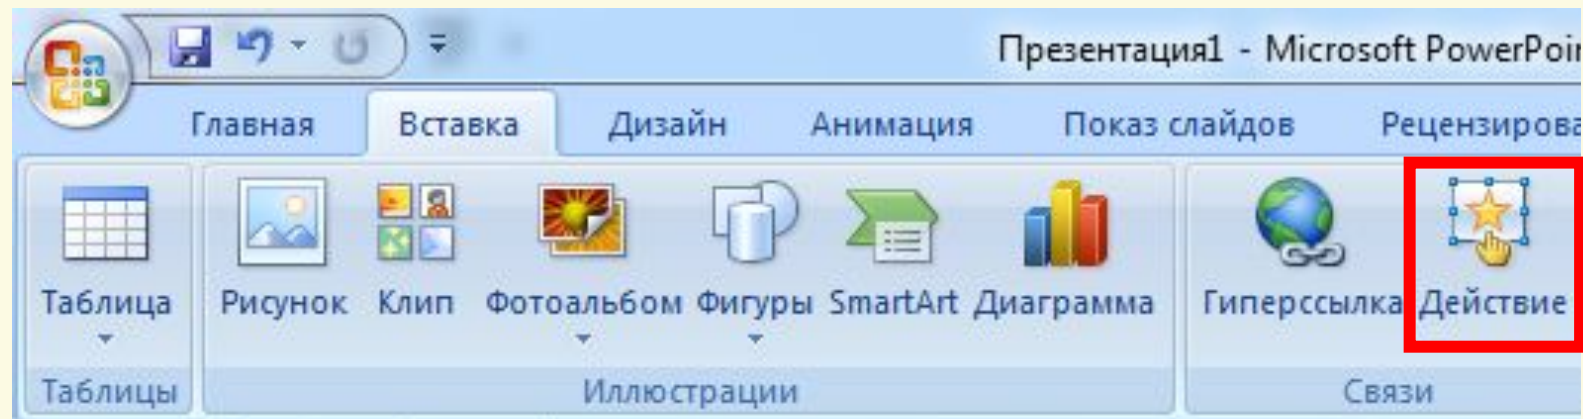 Презентация1 - Microsoft PowerPoin
Главная Вставка Дизайн Анимация Показ слайдов Рецензирова
Таблица Рисунок Клип Фотоальбом Фигуры SmartArt Диаграмма Гиперссылка Действие
Таблицы Иллюстрации Связи